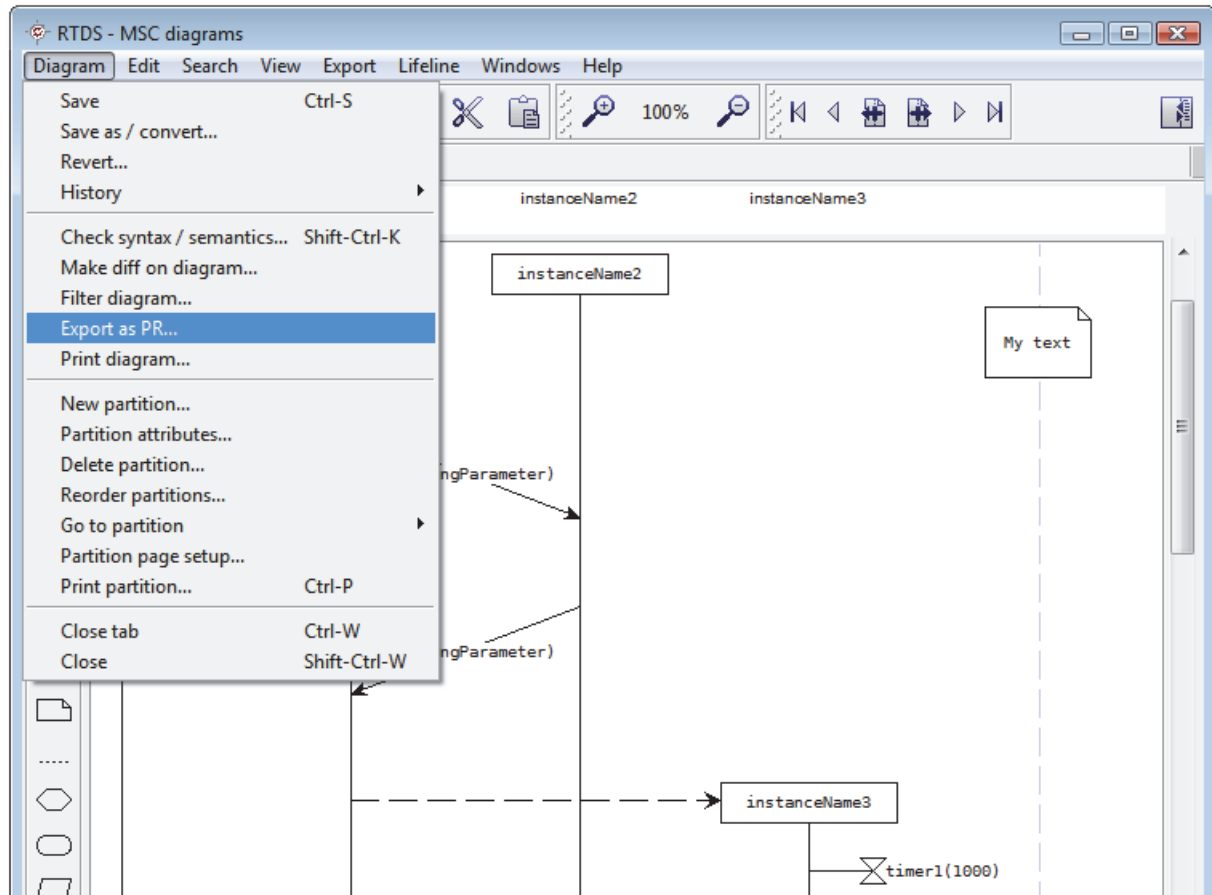 RTDS - MSC diagrams
Diagram Edit Search View Export Lifeline Windows Help
Save Ctrl-S
Save as / convert...
Revert...
History
Check syntax / semantics... Shift-Ctrl-K
Make diff on diagram...
Filter diagram...
Export as PR...
Print diagram...
New partition...
Partition attributes...
Delete partition...
Reorder partitions...
Go to partition
Partition page setup...
Print partition... Ctrl-P
Close tab Ctrl-W
Close Shift-Ctrl-W
100%
instanceName2 instanceName3
instanceName2
My text
ngParameter)
ngParameter)
instanceName3
timer1(1000)